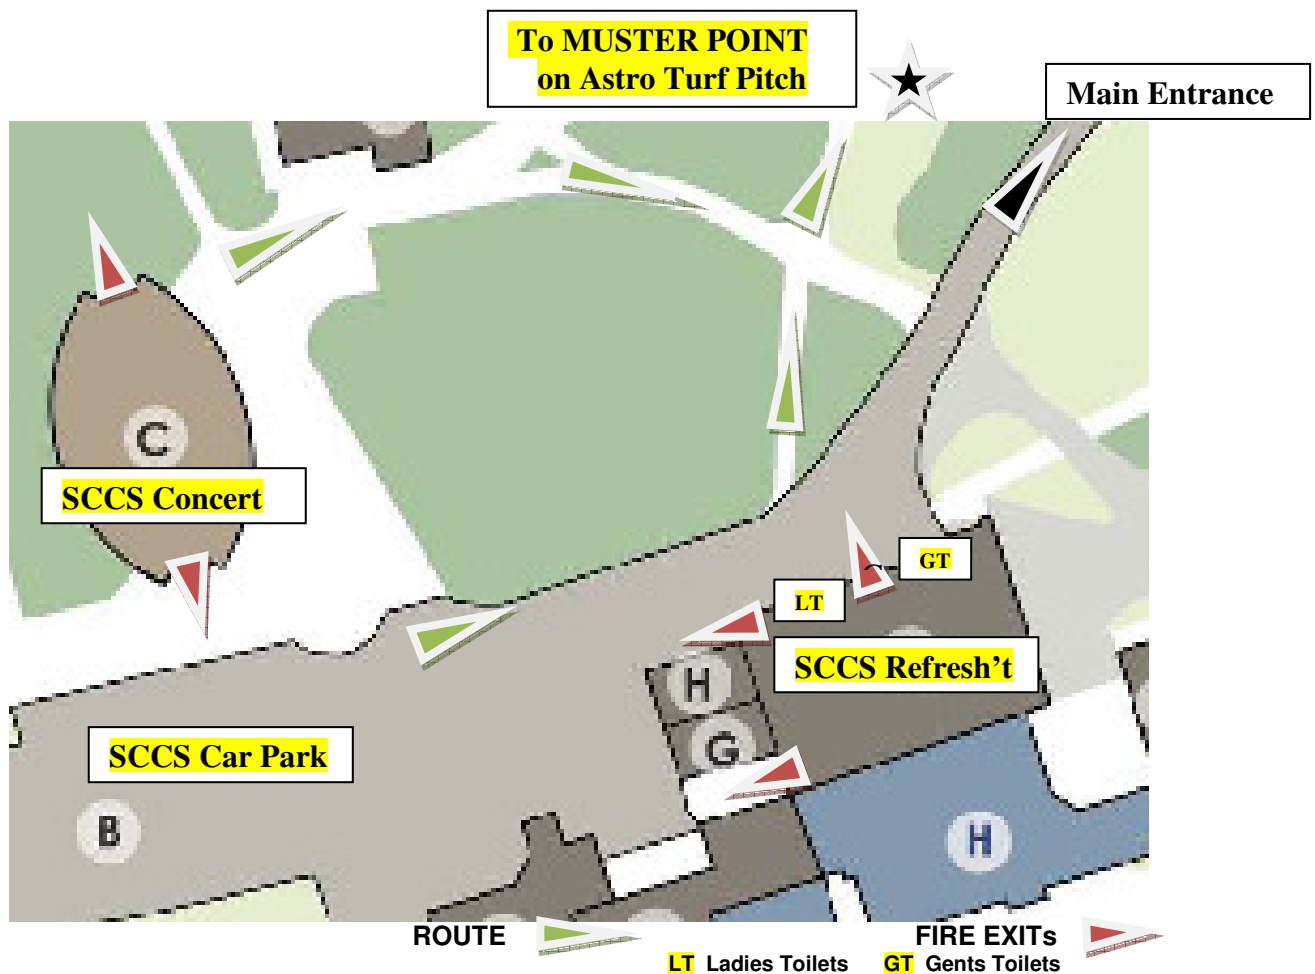 To MUSTER POINT
on Astro Turf Pitch
Main Entrance
C
SCCS Concert
GT
LT
SCCS Refresh't
H
G
SCCS Car Park
B
H
ROUTE
FIRE EXITs
LT Ladies Toilets
GT Gents Toilets